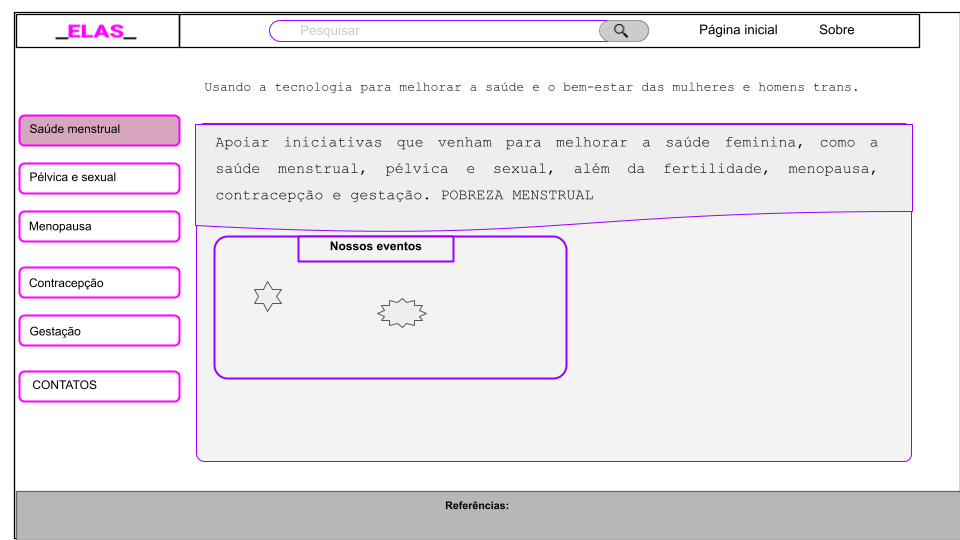 _ELAS_
Pesquisar
Página inicial
Sobre
Usando a tecnologia para melhorar a saúde e o bem-estar das mulheres e homens trans.
Saúde menstrual
Pélvica e sexual
Menopausa
Contracepção
Gestação
CONTATOS
Apoiar iniciativas que venham para melhorar a saúde feminina, como a
saúde menstrual, pélvica e sexual, além da fertilidade, menopausa,
contracepção e gestação. POBREZA MENSTRUAL
Nossos eventos
Referências: